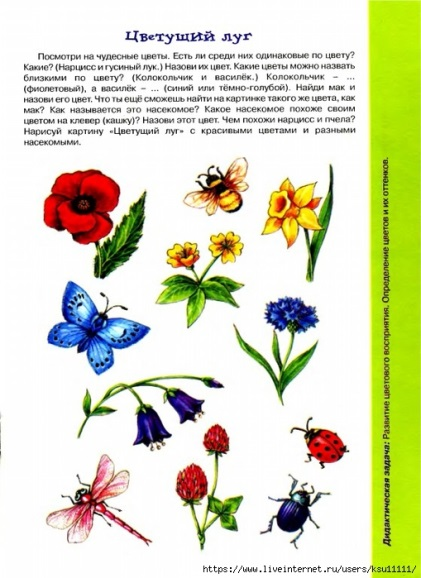 Цветущий луг
Посмотри на чудесные цветы. Есть ли среди них одинаковые по цвету?
Какие? (Нарцисс и гусиный лук.) Назови их цвет. Какие цветы можно назвать
близкими по цвету? (Колокольчик и василёк.) Колокольчик – ...
(фиолетовый), а василёк – ... (синий или тёмно-голубой). Найди мак и
назови его цвет. Что ты ещё сможешь найти на картинке такого же цвета, как
мак? Как называется это насекомое? Какое насекомое похоже своим
цветом на клевер (кашку)? Назови этот цвет. Чем похожи нарцисс и пчела?
Нарисуй картину «Цветущий луг» с красивыми цветами и разными
насекомыми.
Дидактическая задача: Развитие цветового восприятия. Определение цветов и их оттенков.
https://www.liveinternet.ru/users/ksu11111/